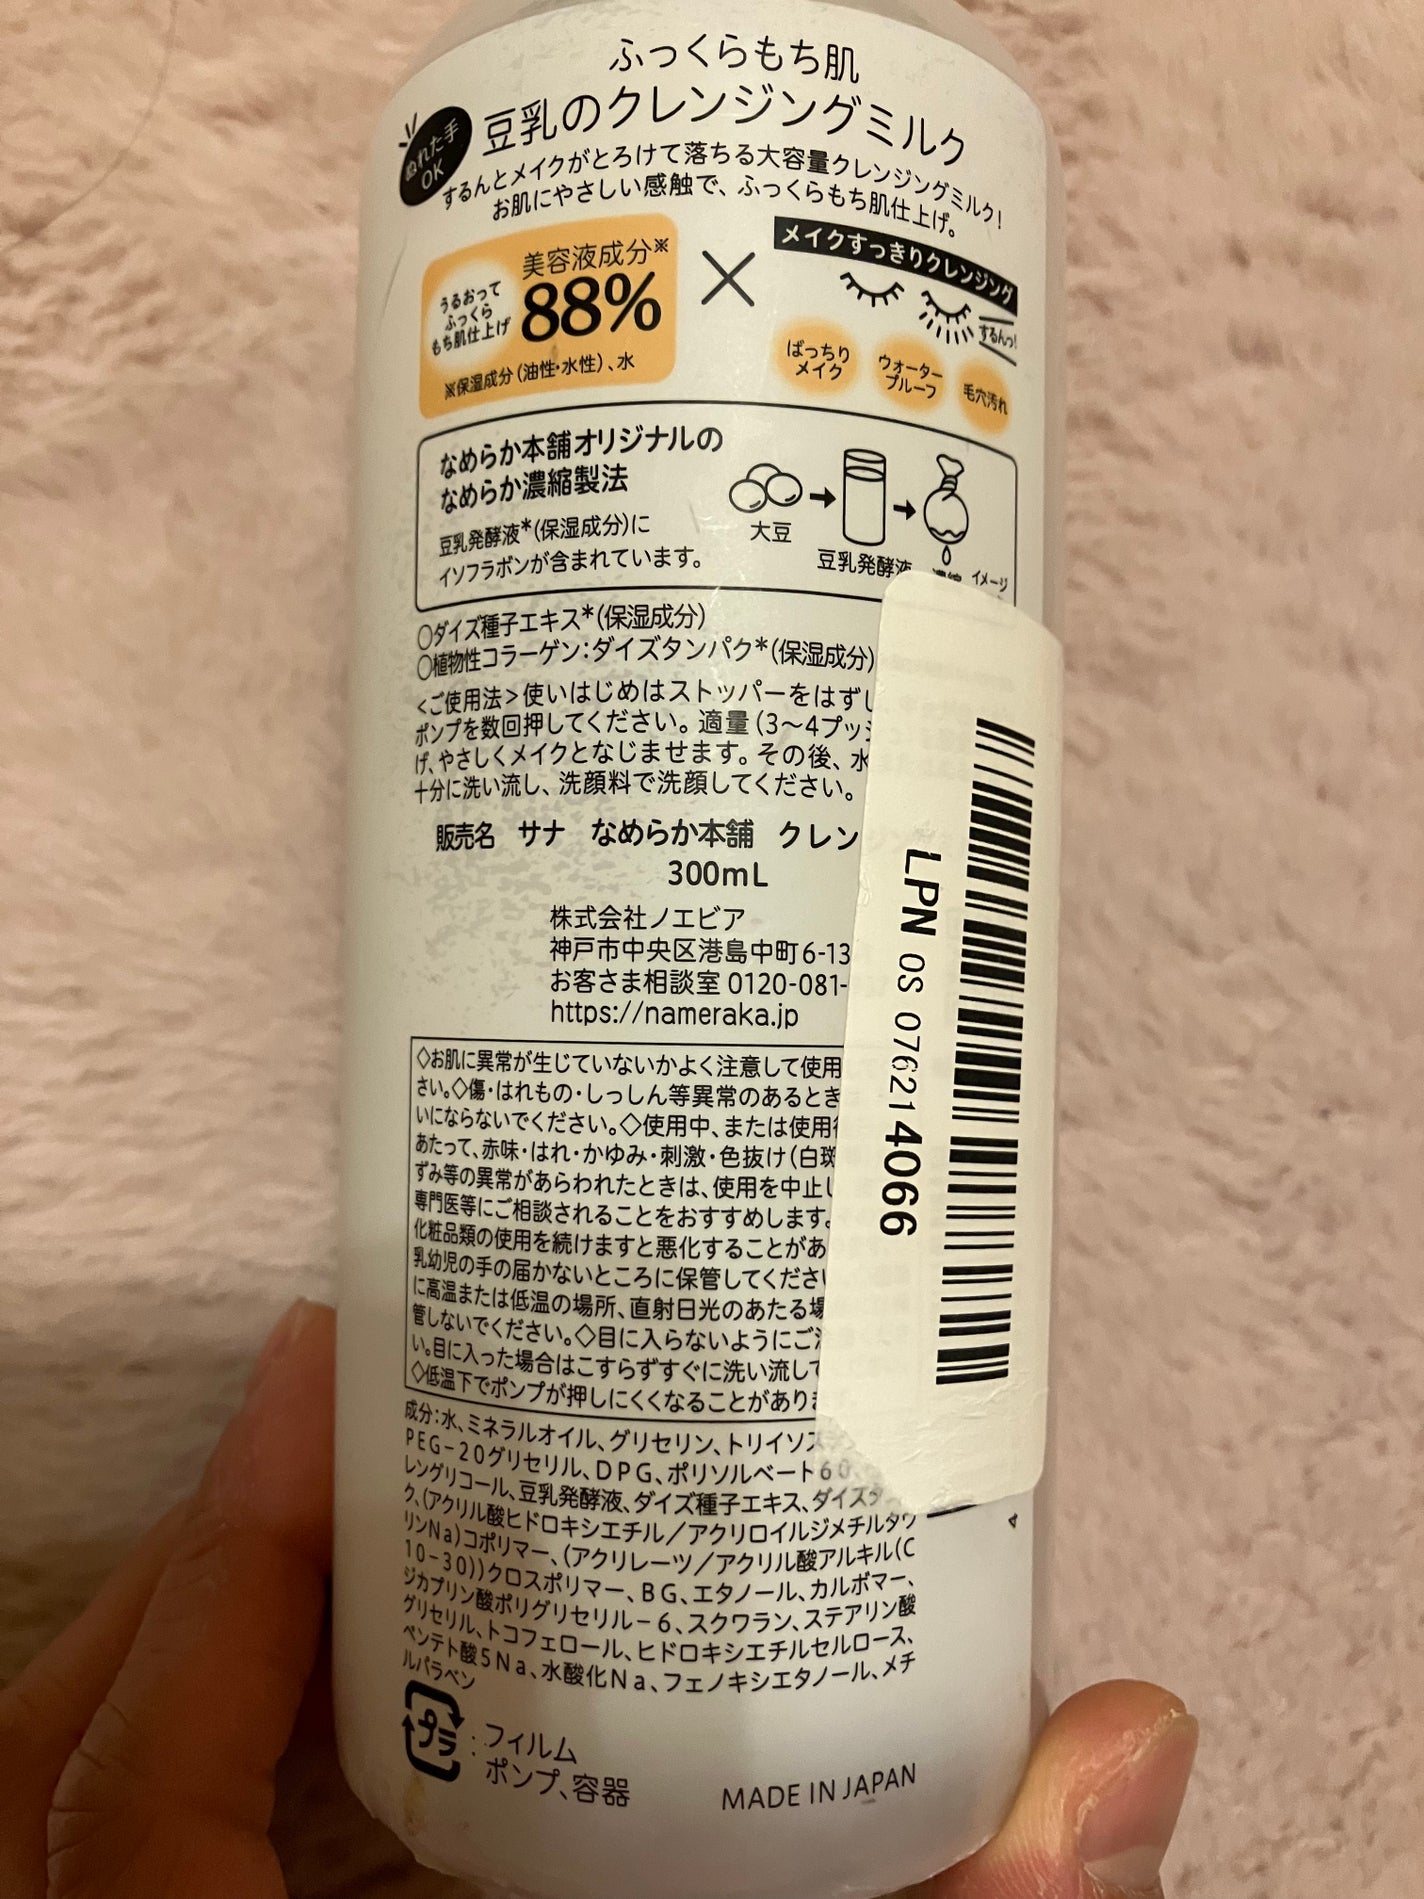 ふっくらもち肌
豆乳のクレンジングミルク
ぬれた手
OK
するんとメイクがとろけて落ちる大容量クレンジングミルク!
お肌にやさしい感触で、ふっくらもち肌仕上げ。
うるおって
ふっくら
もち肌仕上げ
美容液成分※
88%
※保湿成分(油性・水性)、水
×
メイクすっきりクレンジング
するんっ!
ばっちり
メイク
ウォーター
プルーフ
毛穴汚れ
なめらか本舗オリジナルの
なめらか濃縮製法
豆乳発酵液*(保湿成分)に
イソフラボンが含まれています。
大豆
豆乳発酵液
イメージ
○ダイズ種子エキス*(保湿成分)
○植物性コラーゲン:ダイズタンパク*(保湿成分)
<ご使用法>使いはじめはストッパーをはずし
ポンプを数回押してください。適量(3〜4プッ
げ、やさしくメイクとなじませます。その後、水
十分に洗い流し、洗顔料で洗顔してください。
販売名 サナ なめらか本舗 クレン
300mL
株式会社ノエビア
神戸市中央区港島中町6-13
お客さま相談室 0120-081-
https://nameraka.jp
◇お肌に異常が生じていないかよく注意して使用
さい。◇傷・はれもの・しっしん等異常のあるとき
いにならないでください。◇使用中、または使用
あたって、赤味・はれ・かゆみ・刺激・色抜け(白斑
ずみ等の異常があらわれたときは、使用を中止し
専門医等にご相談されることをおすすめします。
化粧品類の使用を続けますと悪化することがあ
乳幼児の手の届かないところに保管してくださ
に高温または低温の場所、直射日光のあたる場
管しないでください。◇目に入らないようにご
い。目に入った場合はこすらずすぐに洗い流して
◇低温下でポンプが押しにくくなることがあり
成分:水、ミネラルオイル、グリセリン、トリイソス
PEG-20グリセリル、DPG、ポリソルベート60
レングリコール、豆乳発酵液、ダイズ種子エキス、ダイズタ
ク、(アクリル酸ヒドロキシエチル/アクリロイルジメチルタウ
リンNa)コポリマー、(アクリレーツ/アクリル酸アルキル(C
10-30))クロスポリマー、BG、エタノール、カルボマー、
ジカプリン酸ポリグリセリル-6、スクワラン、ステアリン酸
グリセリル、トコフェロール、ヒドロキシエチルセルロース、
ペンテト酸5Na、水酸化Na、フェノキシエタノール、メチ
ルパラベン
プラ
:フィルム
ポンプ、容器
MADE IN JAPAN
LPN OS 07621 4066